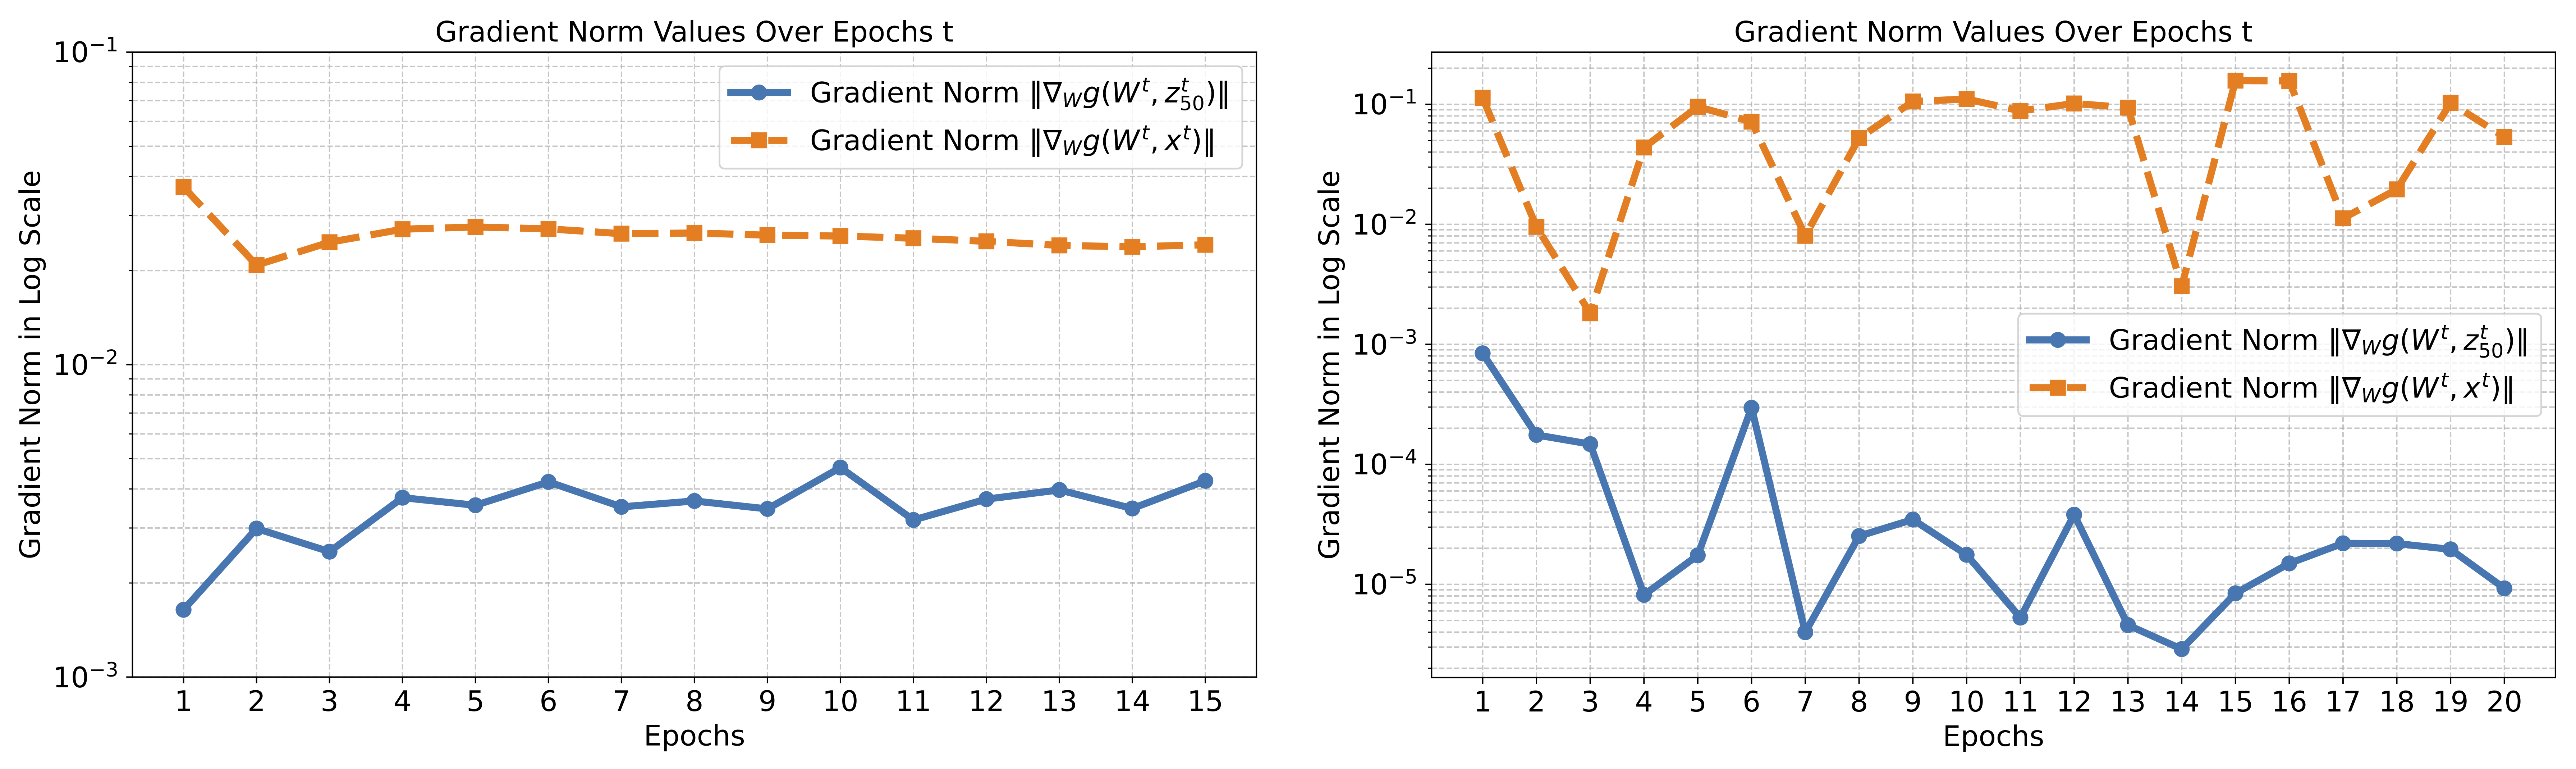 Gradient Norm Values Over Epochs t
Gradient Norm in Log Scale
10⁻¹
10⁻²
10⁻³
Gradient Norm ‖∇_W g(W^t, z_{50}^t)‖
Gradient Norm ‖∇_W g(W^t, x^t)‖
1 2 3 4 5 6 7 8 9 10 11 12 13 14 15
Epochs
Gradient Norm Values Over Epochs t
Gradient Norm in Log Scale
10⁻¹
10⁻²
10⁻³
10⁻⁴
10⁻⁵
Gradient Norm ‖∇_W g(W^t, z_{50}^t)‖
Gradient Norm ‖∇_W g(W^t, x^t)‖
1 2 3 4 5 6 7 8 9 10 11 12 13 14 15 16 17 18 19 20
Epochs